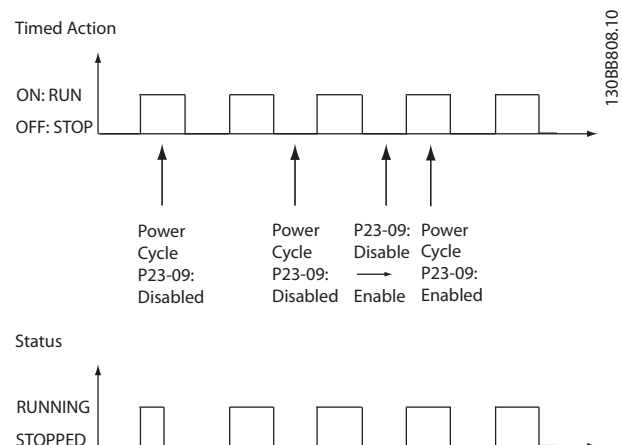 Timed Action
130BB808.10
ON: RUN
OFF: STOP
Power
Cycle
P23-09:
Disabled
Power
Cycle
P23-09:
Disabled
P23-09:
Disable
Enable
Power
Cycle
P23-09:
Enabled
Status
RUNNING
STOPPED